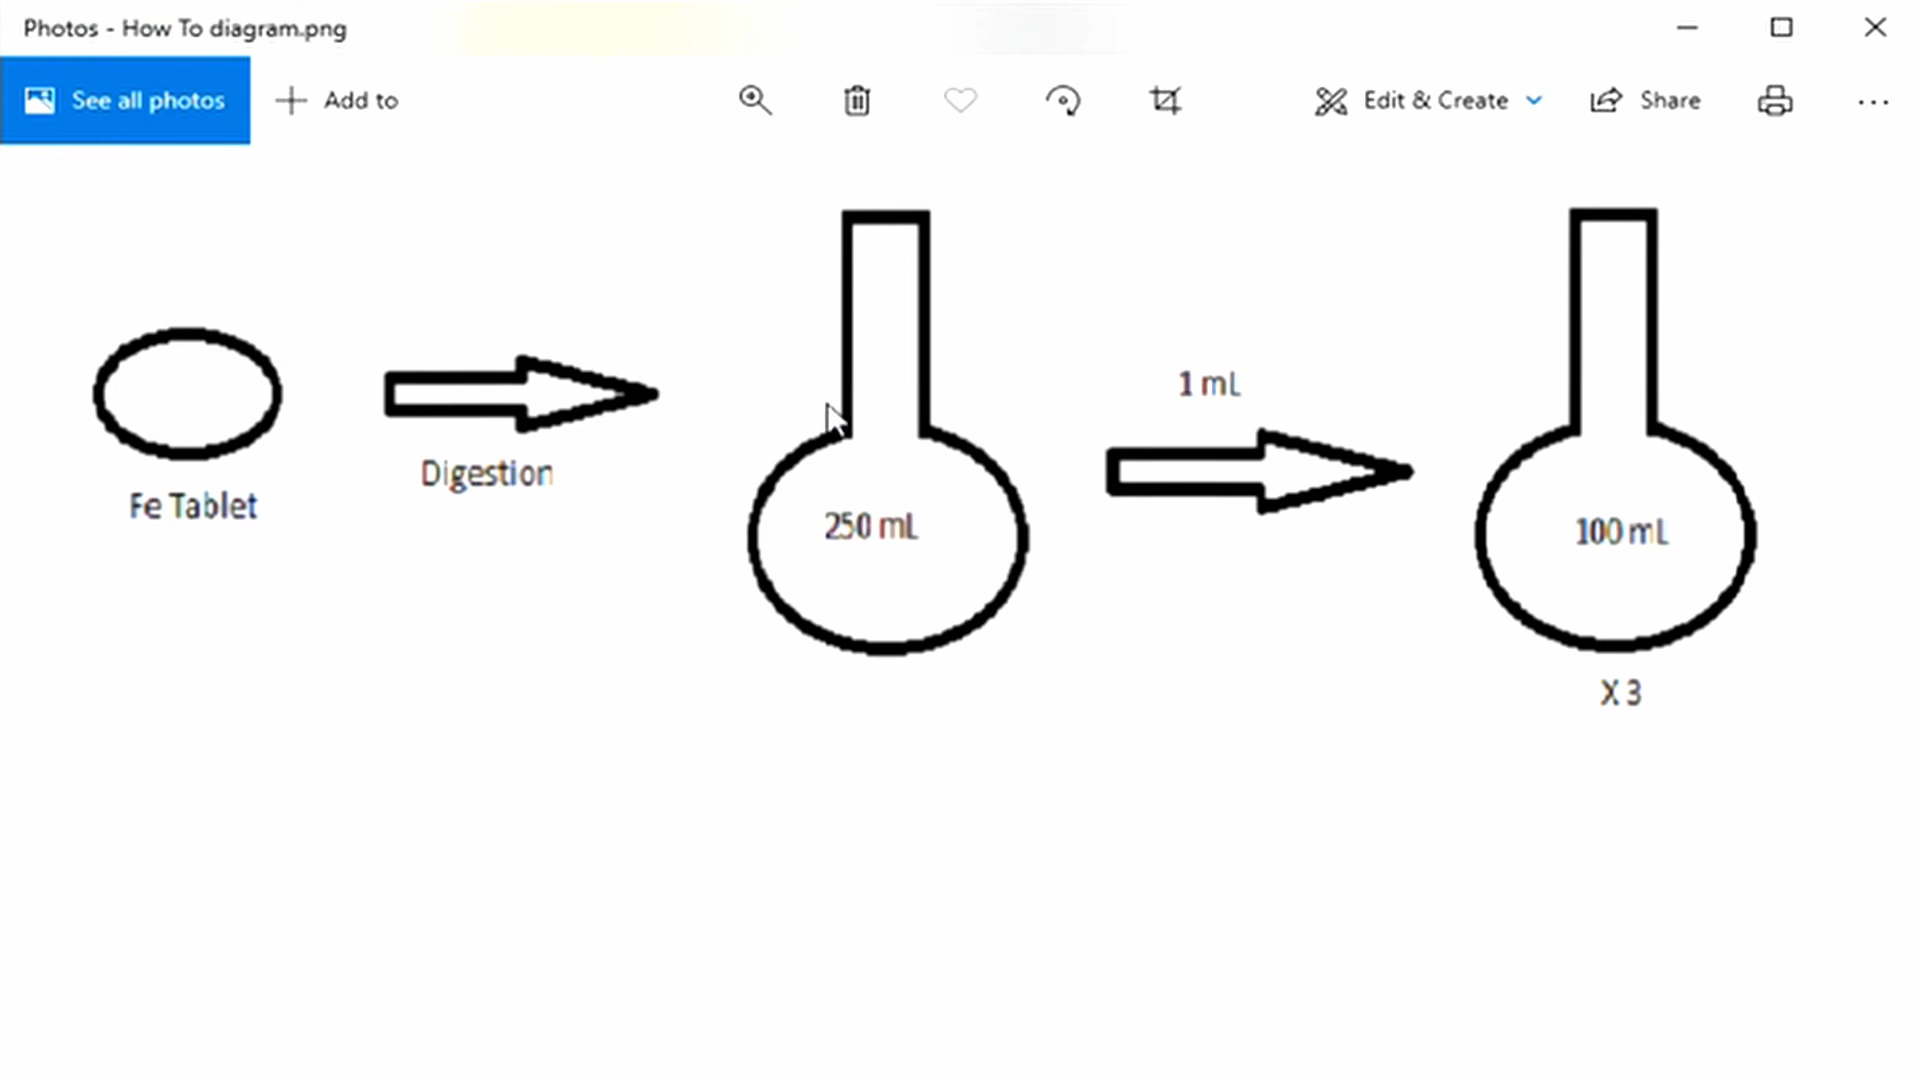 Photos - How To diagram.png
See all photos
Add to
Edit & Create
Share
Fe Tablet
Digestion
250 mL
1 mL
100 mL
X 3